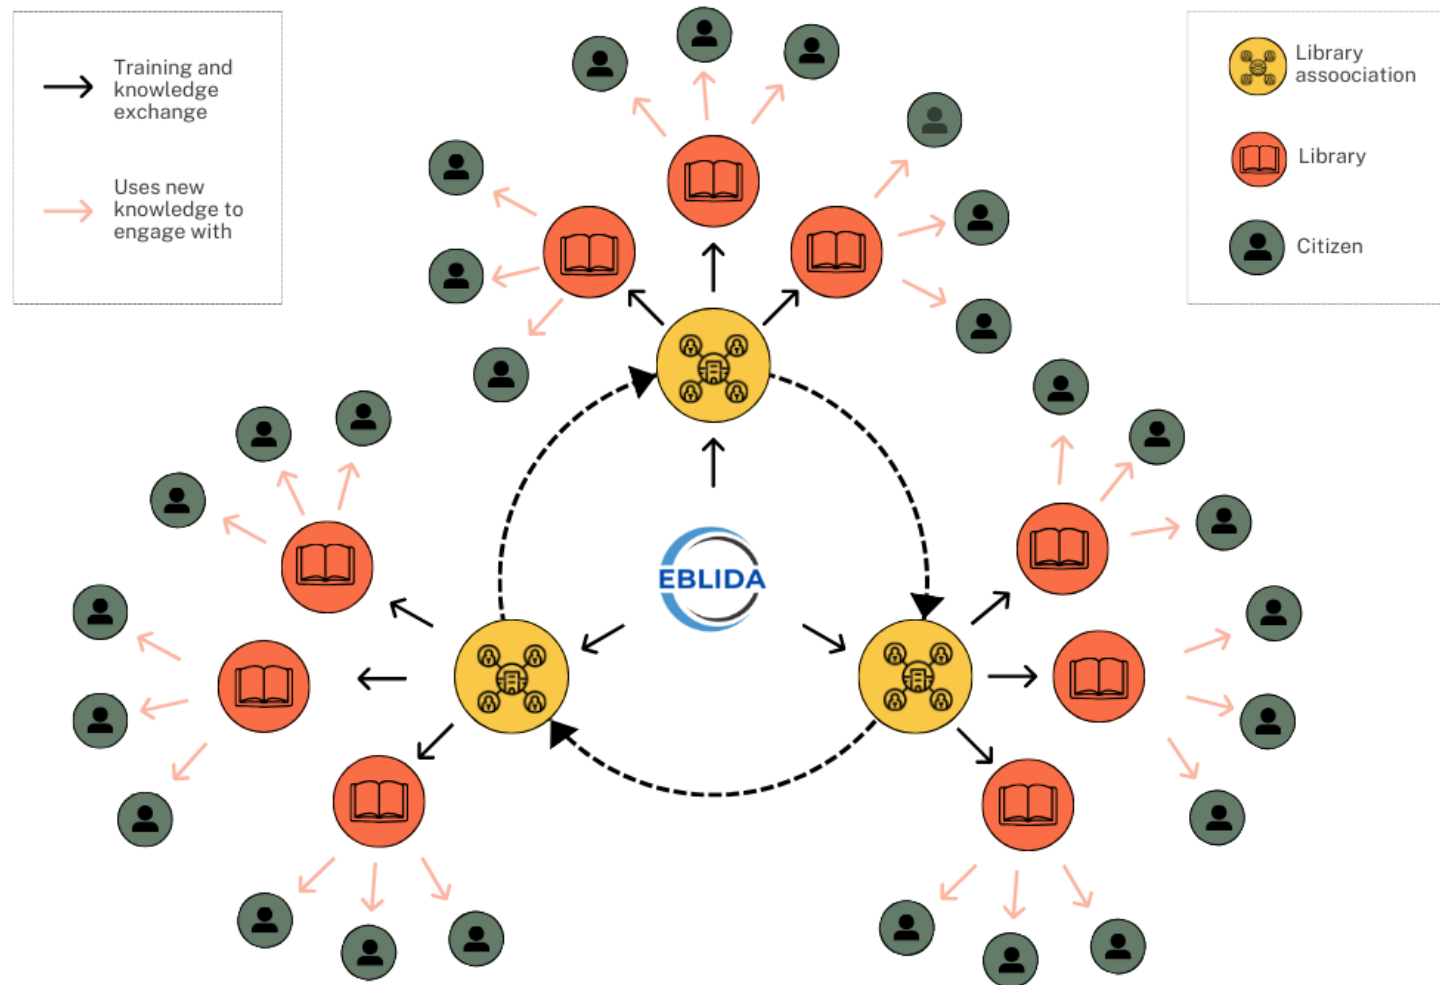 Training and
knowledge
exchange
Uses new
knowledge to
engage with
Library
assoociation
Library
Citizen
EBLIDA